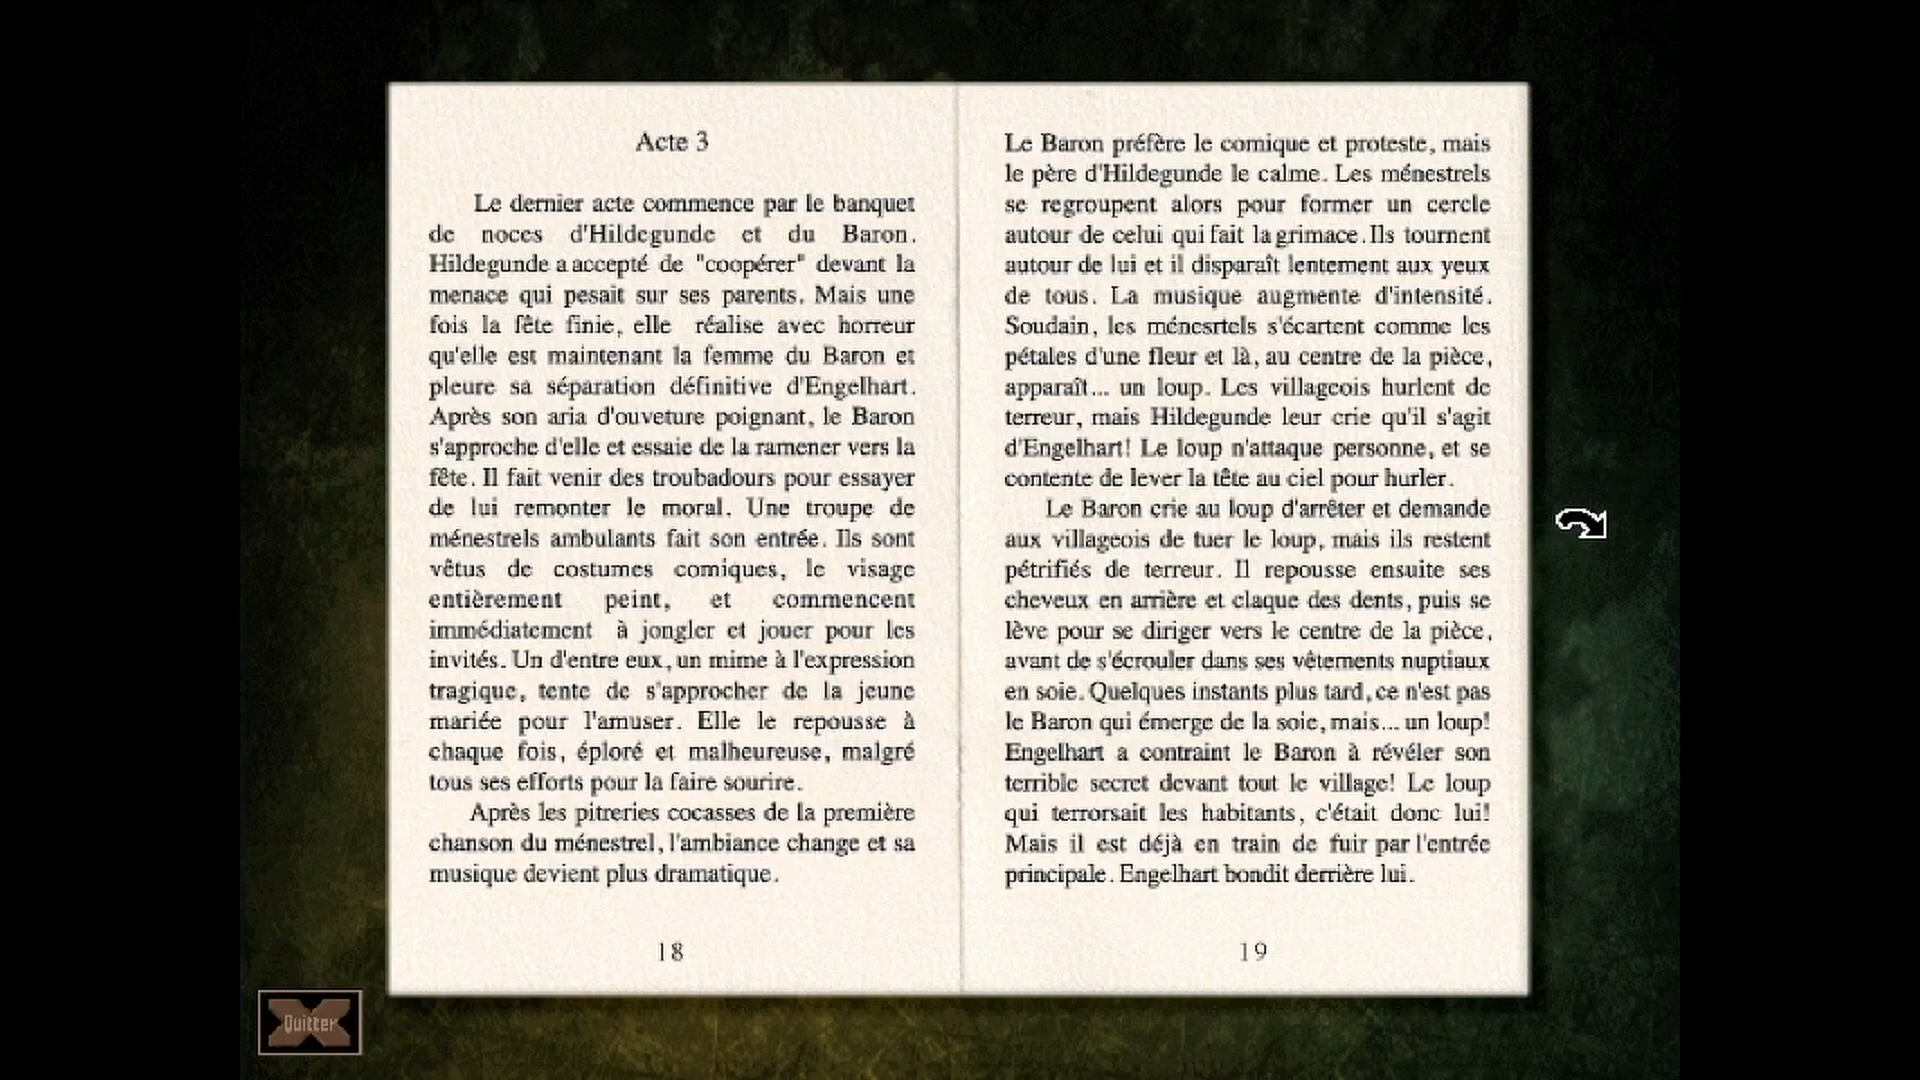 Acte 3
Le dernier acte commence par le banquet
de noces d'Hildegunde et du Baron.
Hildegunde a accepté de "coopérer" devant la
menace qui pesait sur ses parents. Mais une
fois la fête finie, elle réalise avec horreur
qu'elle est maintenant la femme du Baron et
pleure sa séparation définitive d'Engelhart.
Après son aria d'ouveture poignant, le Baron
s'approche d'elle et essaie de la ramener vers la
fête. Il fait venir des troubadours pour essayer
de lui remonter le moral. Une troupe de
ménestrels ambulants fait son entrée. Ils sont
vêtus de costumes comiques, le visage
entièrement peint, et commencent
immédiatement à jongler et jouer pour les
invités. Un d'entre eux, un mime à l'expression
tragique, tente de s'approcher de la jeune
mariée pour l'amuser. Elle le repousse à
chaque fois, éploré et malheureuse, malgré
tous ses efforts pour la faire sourire.
Après les pitreries cocasses de la première
chanson du ménestrel, l'ambiance change et sa
musique devient plus dramatique.
18
Le Baron préfère le comique et proteste, mais
le père d'Hildegunde le calme. Les ménestrels
se regroupent alors pour former un cercle
autour de celui qui fait la grimace. Ils tournent
autour de lui et il disparaît lentement aux yeux
de tous. La musique augmente d'intensité.
Soudain, les ménesrtels s'écartent comme les
pétales d'une fleur et là, au centre de la pièce,
apparaît... un loup. Les villageois hurlent de
terreur, mais Hildegunde leur crie qu'il s'agit
d'Engelhart! Le loup n'attaque personne, et se
contente de lever la tête au ciel pour hurler.
Le Baron crie au loup d'arrêter et demande
aux villageois de tuer le loup, mais ils restent
pétrifiés de terreur. Il repousse ensuite ses
cheveux en arrière et claque des dents, puis se
lève pour se diriger vers le centre de la pièce,
avant de s'écrouler dans ses vêtements nuptiaux
en soie. Quelques instants plus tard, ce n'est pas
le Baron qui émerge de la soie, mais... un loup!
Engelhart a contraint le Baron à révéler son
terrible secret devant tout le village! Le loup
qui terrorsait les habitants, c'était donc lui!
Mais il est déjà en train de fuir par l'entrée
principale. Engelhart bondit derrière lui.
19
Quitter